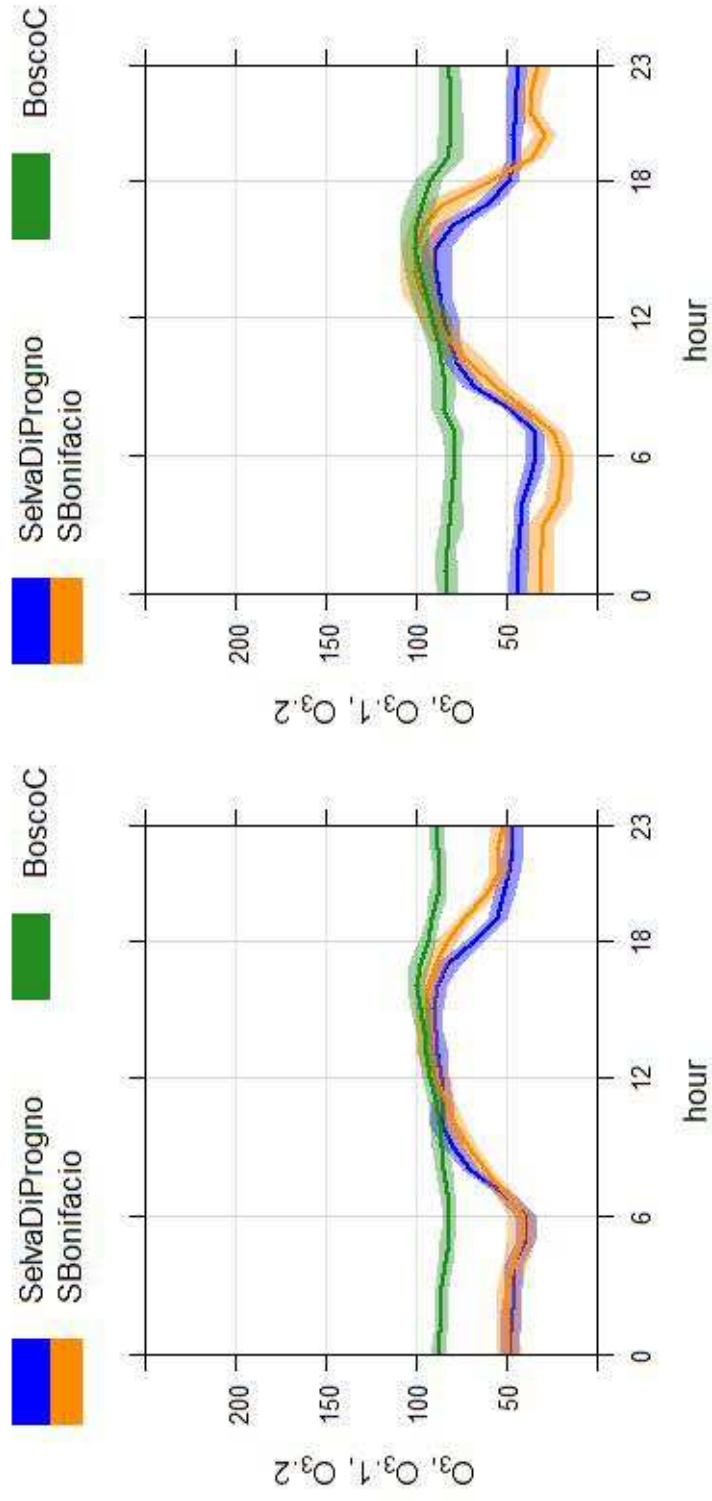 SelvaDiProgno BoscoC
SBonifacio
O₃, O₃.1, O₃.2
200
150
100
50
0 6 12 18 23
hour
SelvaDiProgno BoscoC
SBonifacio
O₃, O₃.1, O₃.2
200
150
100
50
0 6 12 18 23
hour